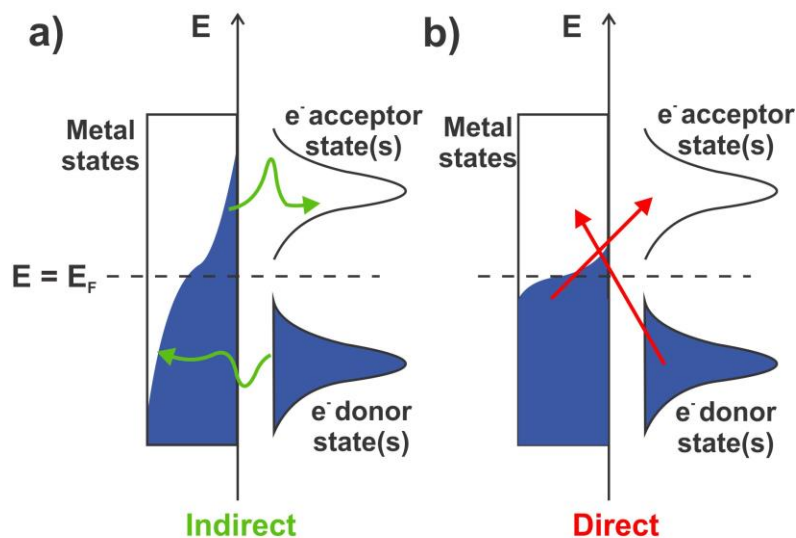 a)
E
Metal
states
e⁻ acceptor
state(s)
E = E_F
e⁻ donor
state(s)
Indirect
b)
E
Metal
states
e⁻ acceptor
state(s)
e⁻ donor
state(s)
Direct